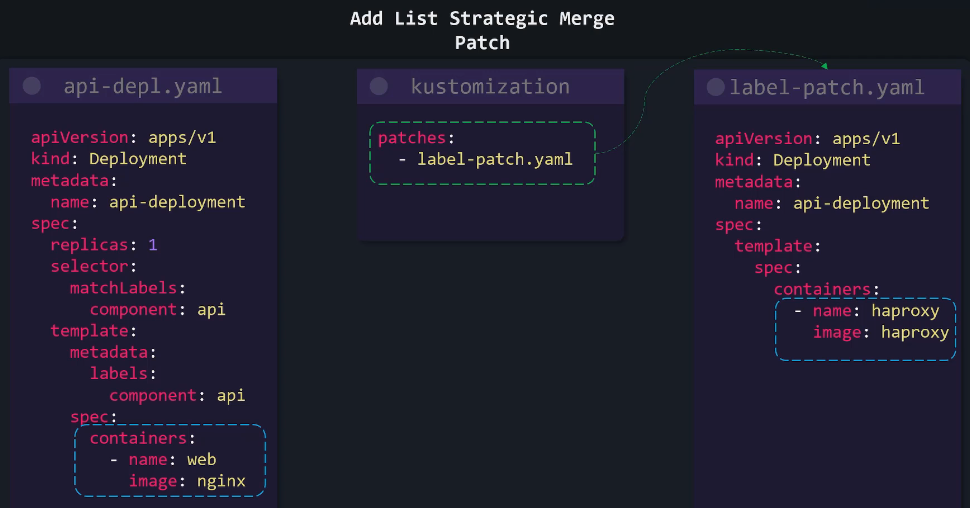 Add List Strategic Merge
Patch
api-depl.yaml
apiVersion: apps/v1
kind: Deployment
metadata:
  name: api-deployment
spec:
  replicas: 1
  selector:
    matchLabels:
      component: api
  template:
    metadata:
      labels:
        component: api
    spec:
      containers:
        - name: web
          image: nginx
kustomization
patches:
  - label-patch.yaml
label-patch.yaml
apiVersion: apps/v1
kind: Deployment
metadata:
  name: api-deployment
spec:
  template:
    spec:
      containers:
        - name: haproxy
          image: haproxy